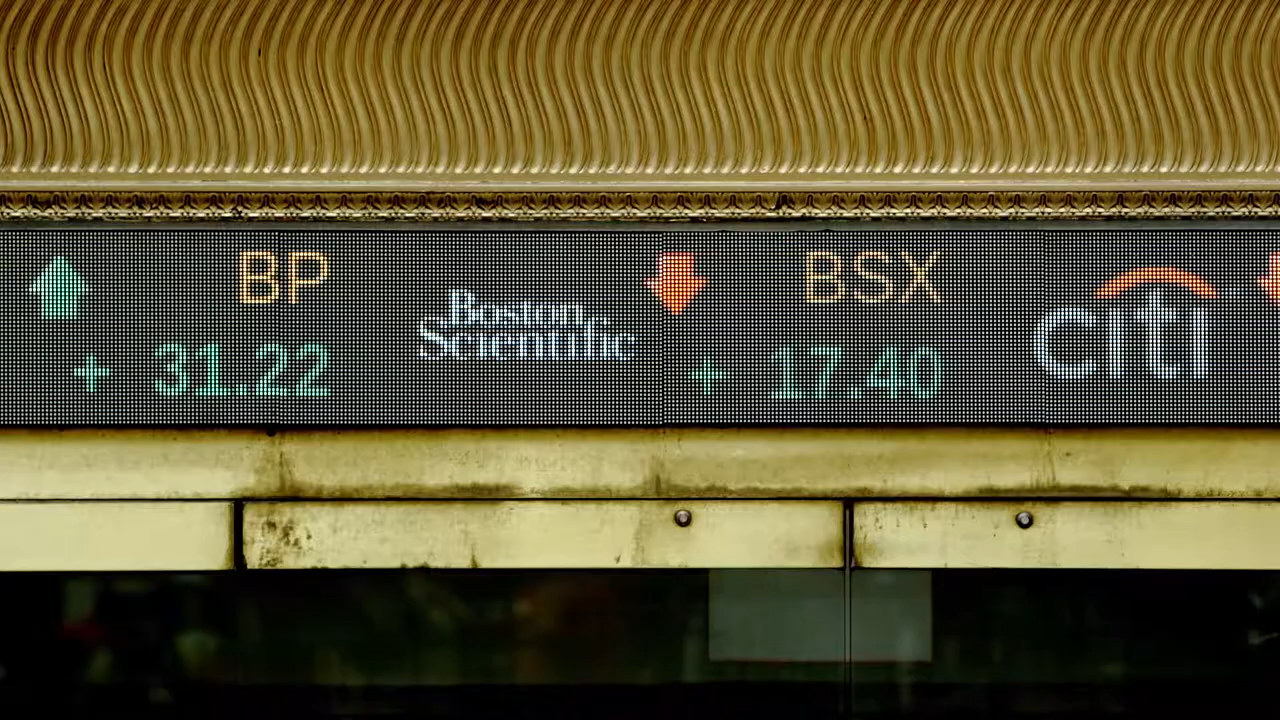 BP
+ 31.22
Boston
Scientific
BSX
+ 17.40
citi